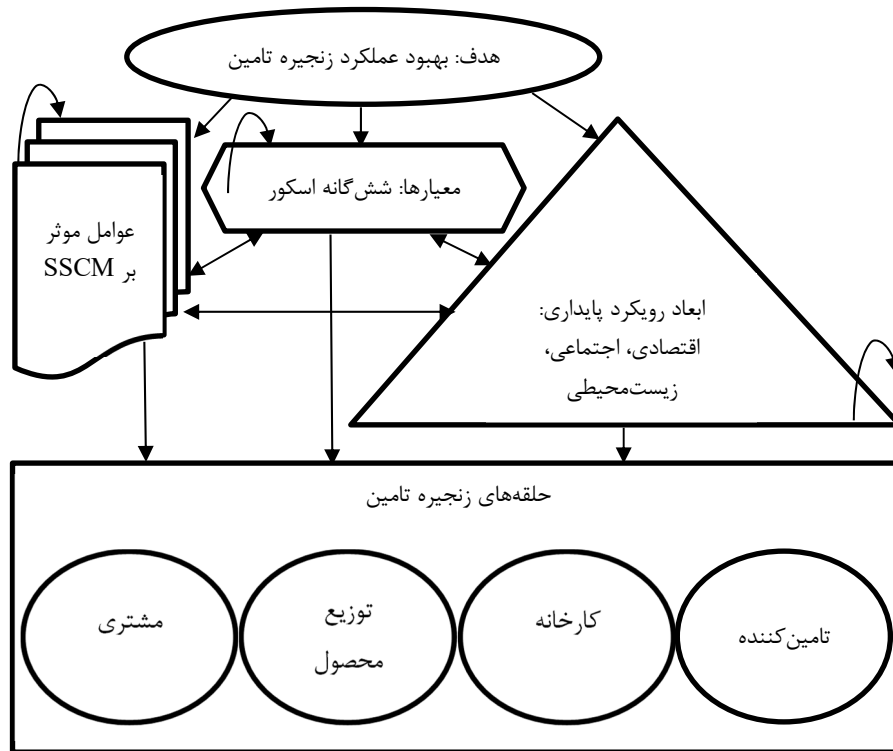 هدف: بهبود عملکرد زنجیره تامین
معیارها: شش‌گانه اسکور
عوامل موثر
بر SSCM
ابعاد رویکرد پایداری:
اقتصادی، اجتماعی،
زیست‌محیطی
حلقه‌های زنجیره تامین
تامین‌کننده
کارخانه
توزیع
محصول
مشتری